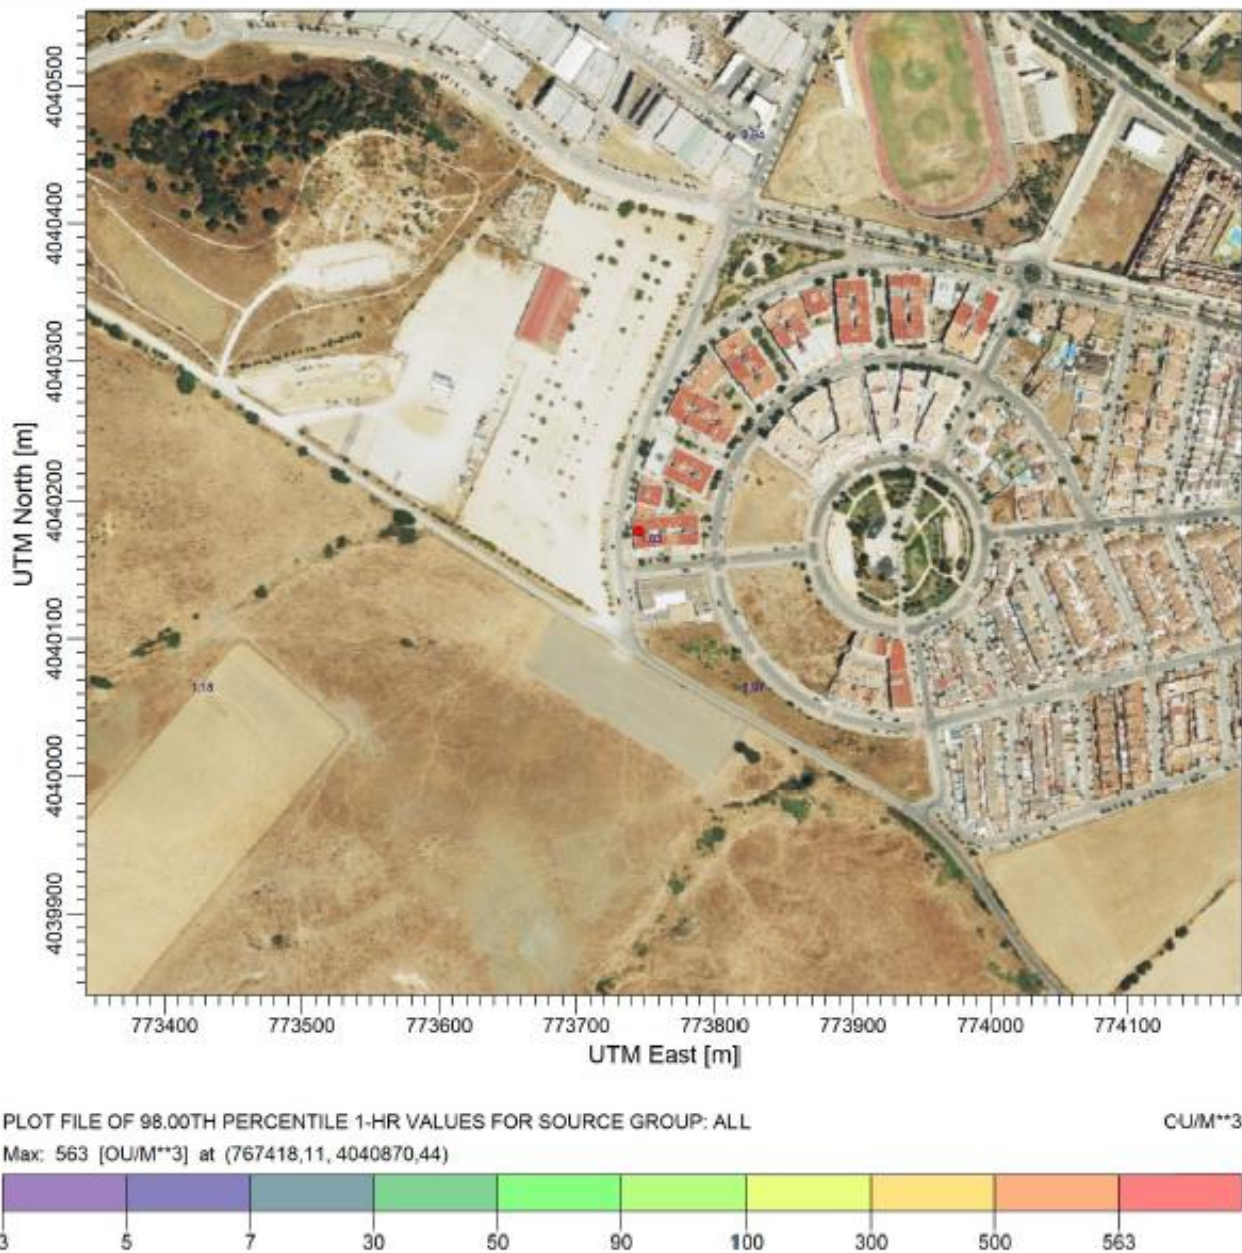 UTM North [m]
4040500
4040400
4040300
4040200
4040100
4040000
4039900
1.18
773400 773500 773600 773700 773800 773900 774000 774100
UTM East [m]
PLOT FILE OF 98.00TH PERCENTILE 1-HR VALUES FOR SOURCE GROUP: ALL OU/M**3
Max: 563 [OU/M**3] at (767418,11, 4040870,44)
3 5 7 30 50 90 100 300 500 563